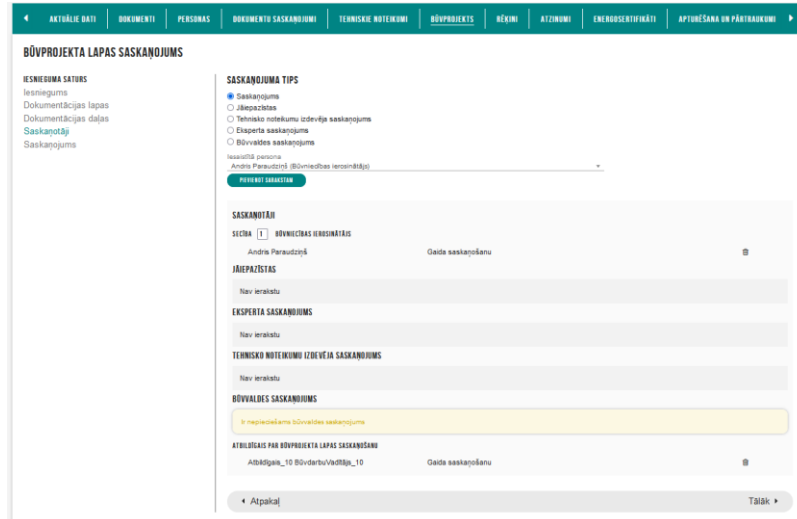 AKTUĀLIE DATI DOKUMENTI PERSONAS DOKUMENTU SASKAŅOJUMI TEHNISKIE NOTEIKUMI BŪVPROJEKTS RĒĶINI ATZINUMI ENERGOSERTIFIKĀTI APTURĒŠANA UN PĀRTRAUKUMI
BŪVPROJEKTA LAPAS SASKAŅOJUMS
IESNIEGUMA SATURS
Iesniegums
Dokumentācijas lapas
Dokumentācijas daļas
Saskaņotāji
Saskaņojums
SASKAŅOJUMA TIPS
Saskaņojums
Jāiepazīstas
Tehnisko noteikumu izdevēja saskaņojums
Eksperta saskaņojums
Būvvaldes saskaņojums
Iesaistītā persona
Andris Paraudziņš (Būvniecības ierosinātājs)
PIEVIENOT SARAKSTAM
SASKAŅOTĀJI
SECĪBA 1 BŪVNIECĪBAS IEROSINĀTĀJS
Andris Paraudziņš Gaida saskaņošanu
JĀIEPAZĪSTAS
Nav ierakstu
EKSPERTA SASKAŅOJUMS
Nav ierakstu
TEHNISKO NOTEIKUMU IZDEVĒJA SASKAŅOJUMS
Nav ierakstu
BŪVVALDES SASKAŅOJUMS
Ir nepieciešams būvvaldes saskaņojums
ATBILDĪGAIS PAR BŪVPROJEKTA LAPAS SASKAŅOŠANU
Atbildīgais_10 BūvdarbuVadītājs_10 Gaida saskaņošanu
Atpakaļ Tālāk